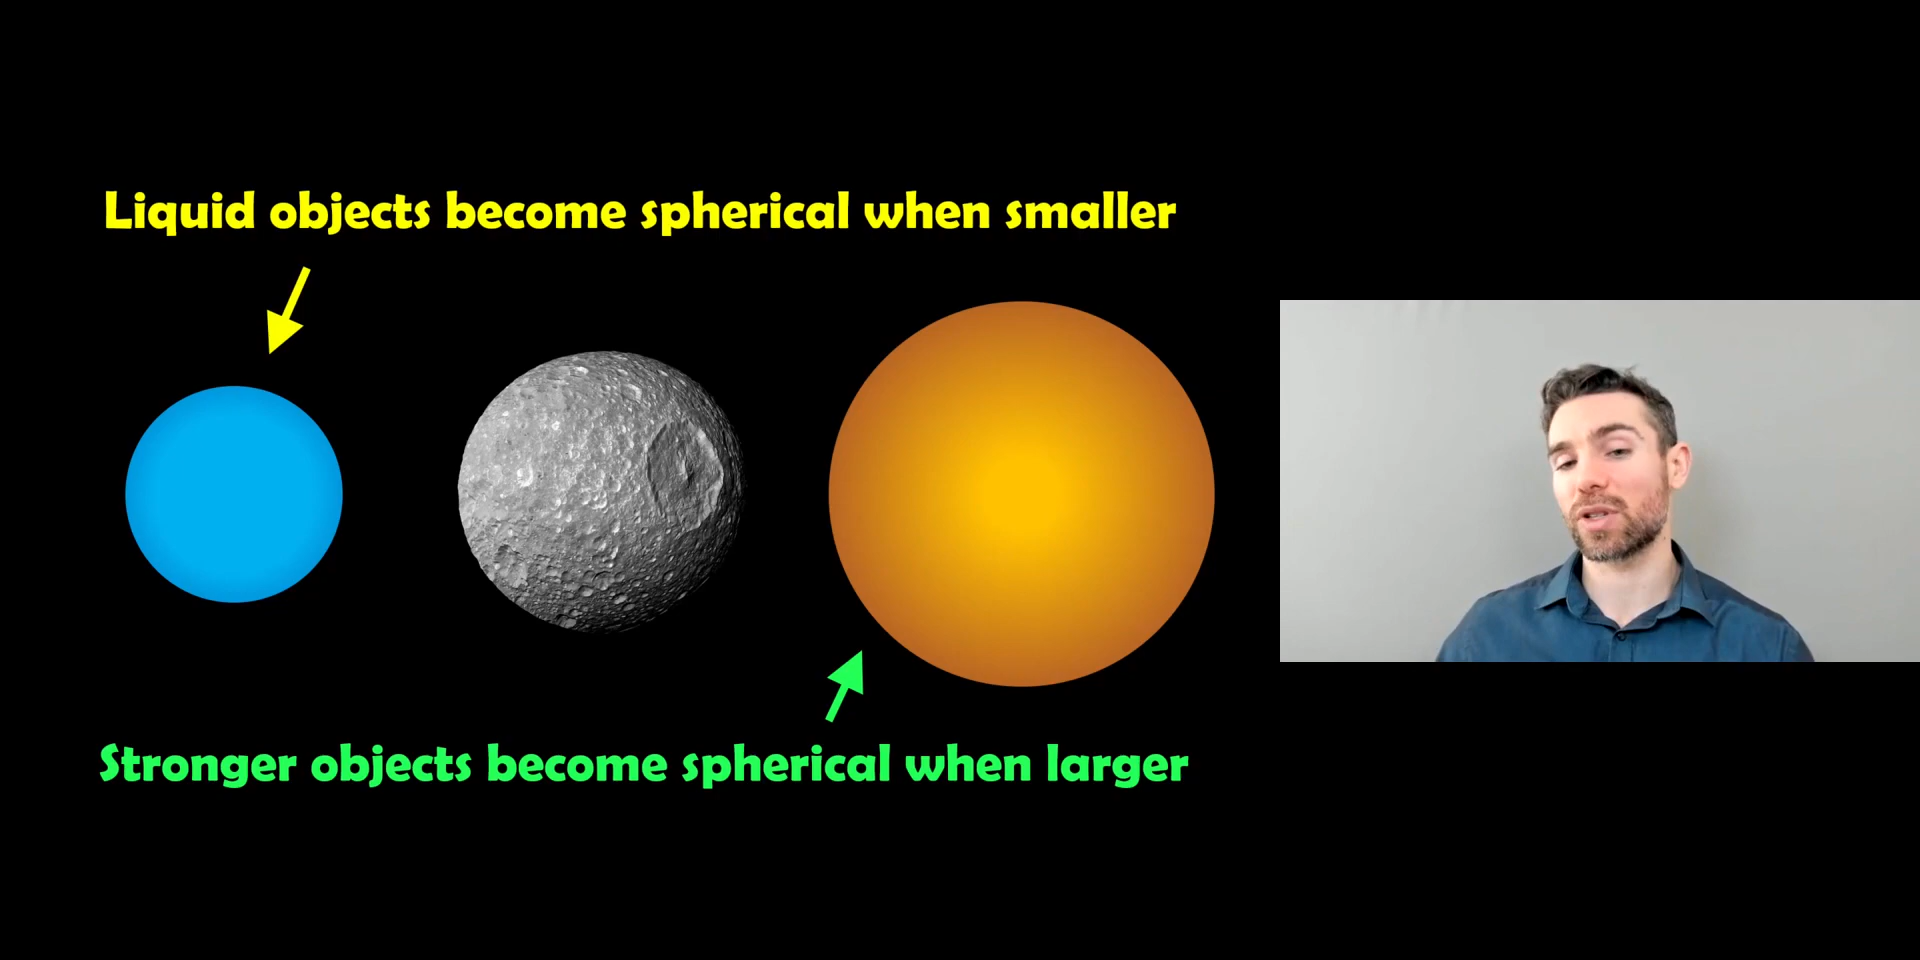 Liquid objects become spherical when smaller
Stronger objects become spherical when larger